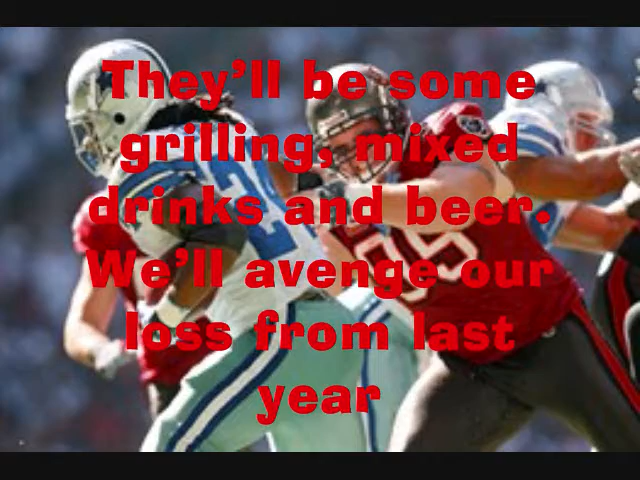 They'll be some
grilling, mixed
drinks and beer.
We'll avenge our
loss from last
year